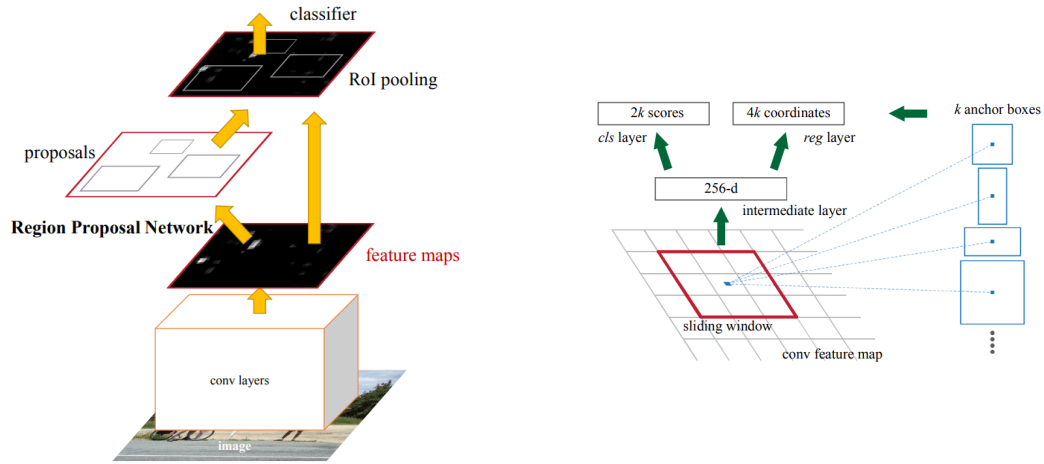 classifier
RoI pooling
proposals
Region Proposal Network
feature maps
conv layers
image
2k scores
4k coordinates
k anchor boxes
cls layer
reg layer
256-d
intermediate layer
sliding window
conv feature map